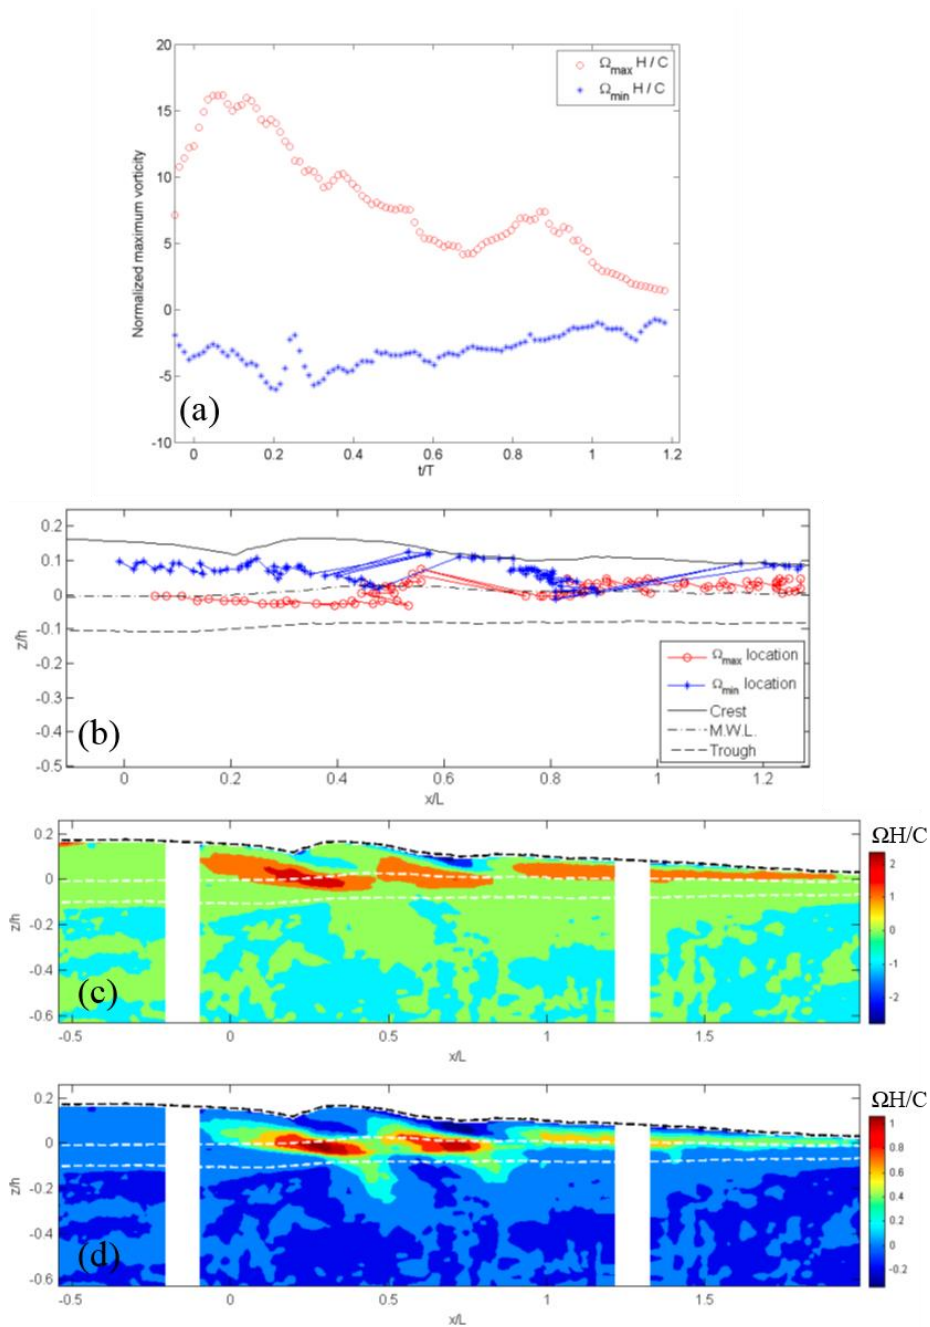 20
15
10
5
0
-5
-10
Normalized maximum vorticity
Ω_max H / C
Ω_min H / C
(a)
0 0.2 0.4 0.6 0.8 1 1.2
t/T
0.2
0.1
0
-0.1
-0.2
-0.3
-0.4
-0.5
z/h
Ω_max location
Ω_min location
Crest
M.W.L.
Trough
(b)
0 0.2 0.4 0.6 0.8 1 1.2
x/L
0.2
0
-0.2
-0.4
-0.6
z/h
(c)
-0.5 0 0.5 1 1.5
x/L
ΩH/C
2
1
0
-1
-2
0.2
0
-0.2
-0.4
-0.6
z/h
(d)
-0.5 0 0.5 1 1.5
x/L
ΩH/C
1
0.8
0.6
0.4
0.2
0
-0.2